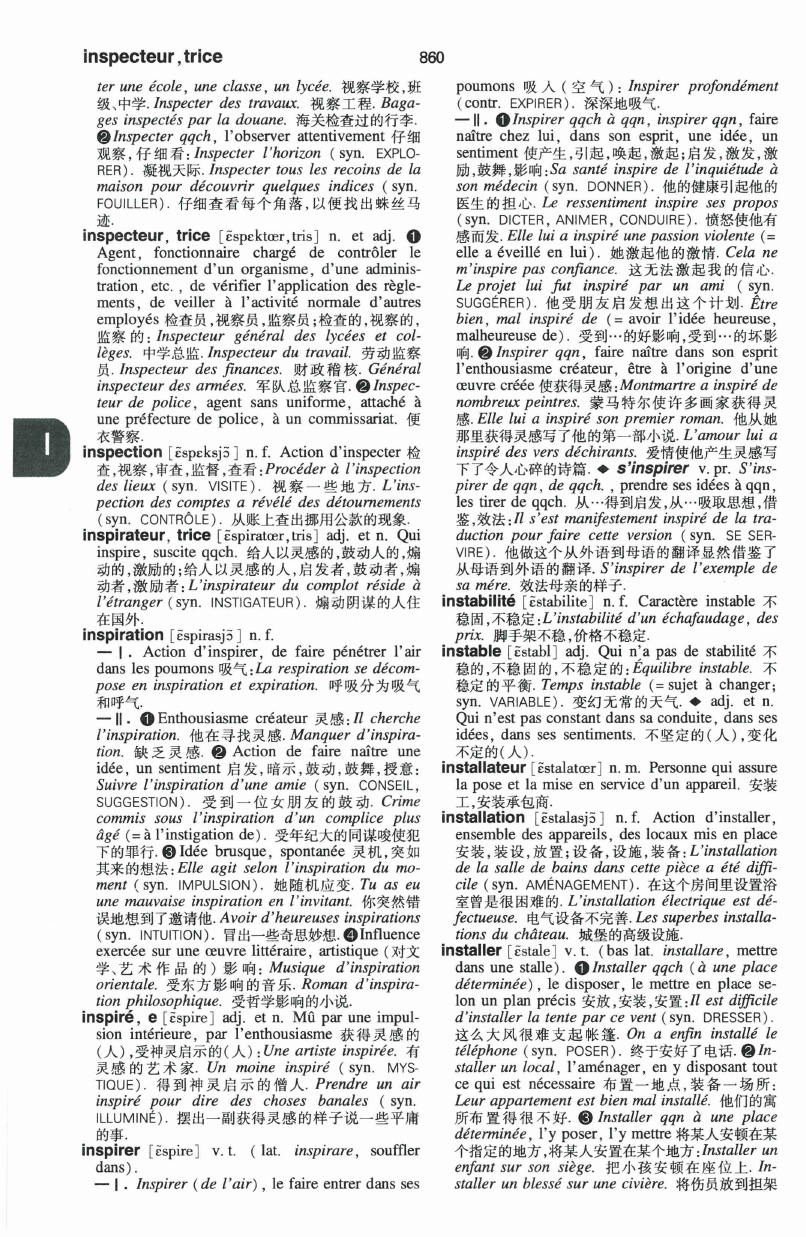 inspecteur, trice 860
ter une école, une classe, un lycée. 视察学校,班
级、中学. Inspecter des travaux. 视察工程. Baga-
ges inspectés par la douane. 海关检查过的行李.
❷Inspecter qqch, l'observer attentivement 仔细
观察,仔细看: Inspecter l'horizon ( syn. EXPLO-
RER). 凝视天际. Inspecter tous les recoins de la
maison pour découvrir quelques indices ( syn.
FOUILLER). 仔细查看每个角落,以便找出蛛丝马
迹.
inspecteur, trice [ɛ̃spɛktœr,tris] n. et adj. ❶
Agent, fonctionnaire chargé de contrôler le
fonctionnement d'un organisme, d'une adminis-
tration, etc. , de vérifier l'application des règle-
ments, de veiller à l'activité normale d'autres
employés 检查员,视察员,监察员;检查的,视察的,
监察的: Inspecteur général des lycées et col-
lèges. 中学总监. Inspecteur du travail. 劳动监察
员. Inspecteur des finances. 财政稽核. Général
inspecteur des armées. 军队总监察官. ❷Inspec-
teur de police, agent sans uniforme, attaché à
une préfecture de police, à un commissariat. 便
衣警察.
I
inspection [ɛ̃spɛksjɔ̃] n. f. Action d'inspecter 检
查,视察,审查,监督,查看:Procéder à l'inspection
des lieux ( syn. VISITE). 视察一些地方. L'ins-
pection des comptes a révélé des détournements
(syn. CONTRÔLE). 从账上查出挪用公款的现象.
inspirateur, trice [ɛ̃spiratœr,tris] adj. et n. Qui
inspire, suscite qqch. 给人以灵感的,鼓动人的,煽
动的,激励的;给人以灵感的人,启发者,鼓动者,煽
动者,激励者:L'inspirateur du complot réside à
l'étranger (syn. INSTIGATEUR). 煽动阴谋的人住
在国外.
inspiration [ɛ̃spirasjɔ̃] n. f.
— I. Action d'inspirer, de faire pénétrer l'air
dans les poumons 吸气:La respiration se décom-
pose en inspiration et expiration. 呼吸分为吸气
和呼气.
— II. ❶Enthousiasme créateur 灵感:Il cherche
l'inspiration. 他在寻找灵感. Manquer d'inspira-
tion. 缺乏灵感. ❷ Action de faire naître une
idée, un sentiment 启发,暗示,鼓动,鼓舞,授意:
Suivre l'inspiration d'une amie ( syn. CONSEIL,
SUGGESTION). 受到一位女朋友的鼓动. Crime
commis sous l'inspiration d'un complice plus
âgé (= à l'instigation de). 受年纪大的同谋唆使犯
下的罪行. ❸Idée brusque, spontanée 灵机,突如
其来的想法:Elle agit selon l'inspiration du mo-
ment ( syn. IMPULSION). 她随机应变. Tu as eu
une mauvaise inspiration en l'invitant. 你突然错
误地想到了邀请他. Avoir d'heureuses inspirations
(syn. INTUITION). 冒出一些奇思妙想. ❹Influence
exercée sur une œuvre littéraire, artistique (对文
学、艺术作品的)影响: Musique d'inspiration
orientale. 受东方影响的音乐. Roman d'inspira-
tion philosophique. 受哲学影响的小说.
inspiré, e [ɛ̃spire] adj. et n. Mû par une impul-
sion intérieure, par l'enthousiasme 获得灵感的
(人),受神灵启示的(人):Une artiste inspirée. 有
灵感的艺术家. Un moine inspiré ( syn. MYS-
TIQUE). 得到神灵启示的僧人. Prendre un air
inspiré pour dire des choses banales ( syn.
ILLUMINÉ). 摆出一副获得灵感的样子说一些平庸
的事.
inspirer [ɛ̃spire] v. t. ( lat. inspirare, souffler
dans).
— I. Inspirer (de l'air) , le faire entrer dans ses
poumons 吸入(空气): Inspirer profondément
(contr. EXPIRER). 深深地吸气.
— II. ❶Inspirer qqch à qqn, inspirer qqn, faire
naître chez lui, dans son esprit, une idée, un
sentiment 使产生,引起,唤起,激起;启发,激发,激
励,鼓舞,影响:Sa santé inspire de l'inquiétude à
son médecin (syn. DONNER). 他的健康引起他的
医生的担心. Le ressentiment inspire ses propos
(syn. DICTER, ANIMER, CONDUIRE). 愤怒使他有
感而发. Elle lui a inspiré une passion violente (=
elle a éveillé en lui). 她激起他的激情. Cela ne
m'inspire pas confiance. 这无法激起我的信心.
Le projet lui fut inspiré par un ami ( syn.
SUGGÉRER). 他受朋友启发想出这个计划. Être
bien, mal inspiré de (= avoir l'idée heureuse,
malheureuse de). 受到…的好影响,受到…的坏影
响. ❷ Inspirer qqn, faire naître dans son esprit
l'enthousiasme créateur, être à l'origine d'une
œuvre créée 使获得灵感:Montmartre a inspiré de
nombreux peintres. 蒙马特尔使许多画家获得灵
感. Elle lui a inspiré son premier roman. 他从她
那里获得灵感写了他的第一部小说. L'amour lui a
inspiré des vers déchirants. 爱情使他产生灵感写
下了令人心碎的诗篇. ◆ s'inspirer v. pr. S'ins-
pirer de qqn, de qqch. , prendre ses idées à qqn,
les tirer de qqch. 从…得到启发,从…吸取思想,借
鉴,效法:Il s'est manifestement inspiré de la tra-
duction pour faire cette version ( syn. SE SER-
VIRE). 他做这个从外语到母语的翻译显然借鉴了
从母语到外语的翻译. S'inspirer de l'exemple de
sa mére. 效法母亲的样子.
instabilité [ɛ̃stabilite] n. f. Caractère instable 不
稳固,不稳定:L'instabilité d'un échafaudage, des
prix. 脚手架不稳,价格不稳定.
instable [ɛ̃stabl] adj. Qui n'a pas de stabilité 不
稳的,不稳固的,不稳定的: Équilibre instable. 不
稳定的平衡. Temps instable (= sujet à changer;
syn. VARIABLE). 变幻无常的天气. ◆ adj. et n.
Qui n'est pas constant dans sa conduite, dans ses
idées, dans ses sentiments. 不坚定的(人),变化
不定的(人).
installateur [ɛ̃stalatœr] n. m. Personne qui assure
la pose et la mise en service d'un appareil. 安装
工,安装承包商.
installation [ɛ̃stalasjɔ̃] n. f. Action d'installer,
ensemble des appareils, des locaux mis en place
安装,装设,放置;设备,设施,装备: L'installation
de la salle de bains dans cette pièce a été diffi-
cile (syn. AMÉNAGEMENT). 在这个房间里设置浴
室曾是很困难的. L'installation électrique est dé-
fectueuse. 电气设备不完善. Les superbes installa-
tions du château. 城堡的高级设施.
installer [ɛ̃stale] v. t. (bas lat. installare, mettre
dans une stalle). ❶Installer qqch (à une place
déterminée), le disposer, le mettre en place se-
lon un plan précis 安放,安装,安置:Il est difficile
d'installer la tente par ce vent (syn. DRESSER).
这么大风很难支起帐篷. On a enfin installé le
téléphone (syn. POSER). 终于安好了电话. ❷In-
staller un local, l'aménager, en y disposant tout
ce qui est nécessaire 布置一地点,装备一场所:
Leur appartement est bien mal installé. 他们的寓
所布置得很不好. ❸ Installer qqn à une place
déterminée, l'y poser, l'y mettre 将某人安顿在某
个指定的地方,将某人安置在某个地方:Installer un
enfant sur son siège. 把小孩安顿在座位上. In-
staller un blessé sur une civière. 将伤员放到担架